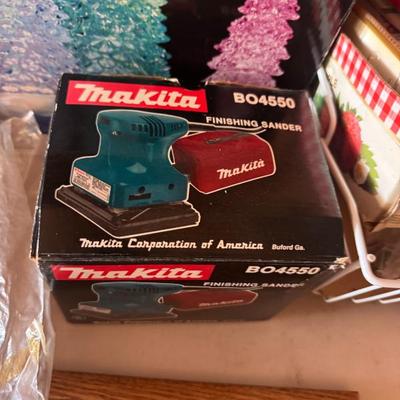 Makita
BO4550
FINISHING SANDER
Makita
Makita Corporation of America Buford Ga.
Makita
BO4550
FINISHING SANDER